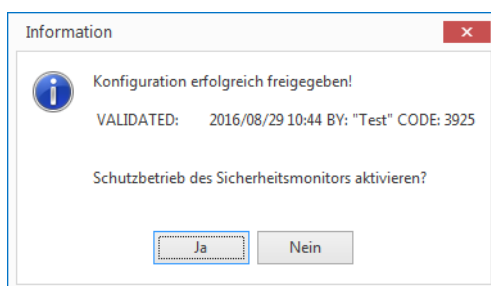 Information
Konfiguration erfolgreich freigegeben!
VALIDATED: 2016/08/29 10:44 BY: "Test" CODE: 3925
Schutzbetrieb des Sicherheitsmonitors aktivieren?
Ja Nein